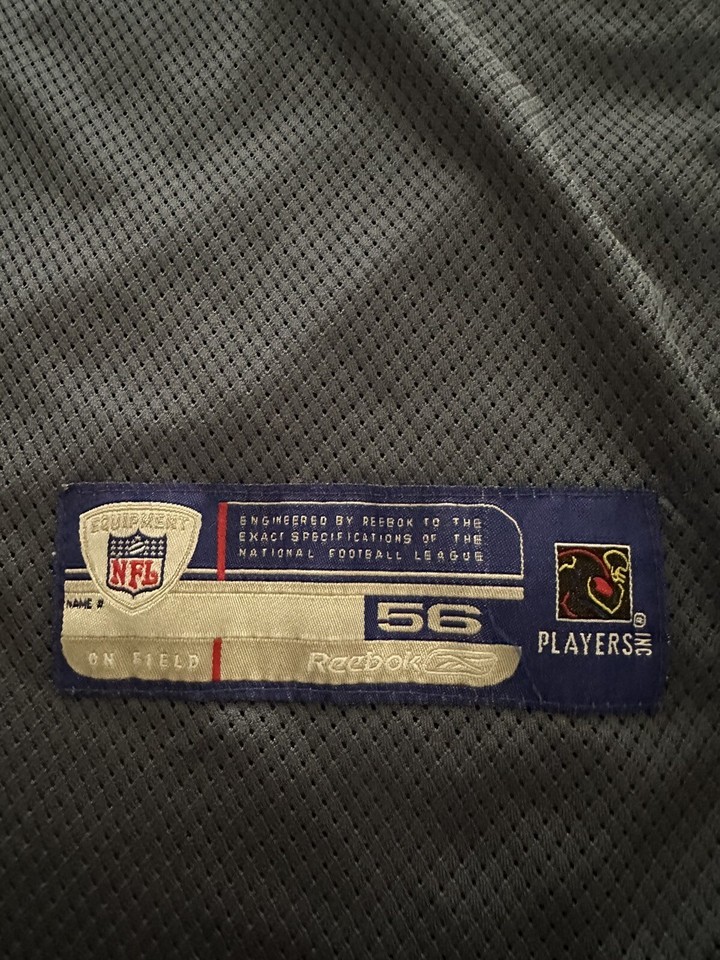 EQUIPMENT
NFL
ENGINEERED BY REEBOK TO THE
EXACT SPECIFICATIONS OF THE
NATIONAL FOOTBALL LEAGUE
NAME #
56
ON FIELD
Reebok
PLAYERS INC ®